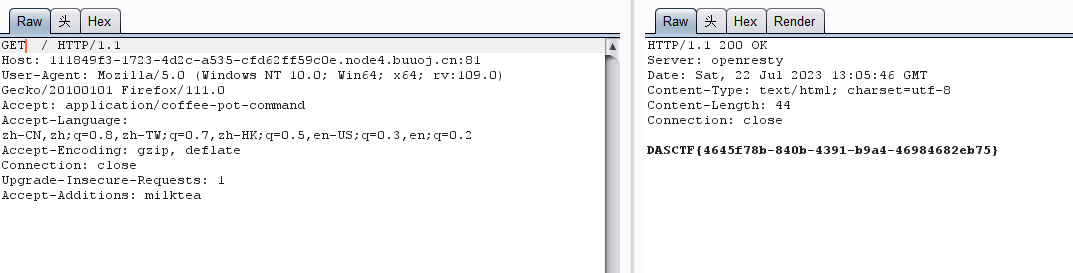 Raw 头 Hex
GET  / HTTP/1.1
Host: 111849f3-1723-4d2c-a535-cfd62ff59c0e.node4.buuoj.cn:81
User-Agent: Mozilla/5.0 (Windows NT 10.0; Win64; x64; rv:109.0)
Gecko/20100101 Firefox/111.0
Accept: application/coffee-pot-command
Accept-Language:
zh-CN,zh;q=0.8,zh-TW;q=0.7,zh-HK;q=0.5,en-US;q=0.3,en;q=0.2
Accept-Encoding: gzip, deflate
Connection: close
Upgrade-Insecure-Requests: 1
Accept-Additions: milktea
Raw 头 Hex Render
HTTP/1.1 200 OK
Server: openresty
Date: Sat, 22 Jul 2023 13:05:46 GMT
Content-Type: text/html; charset=utf-8
Content-Length: 44
Connection: close
DASCTF{4645f78b-840b-4391-b9a4-46984682eb75}